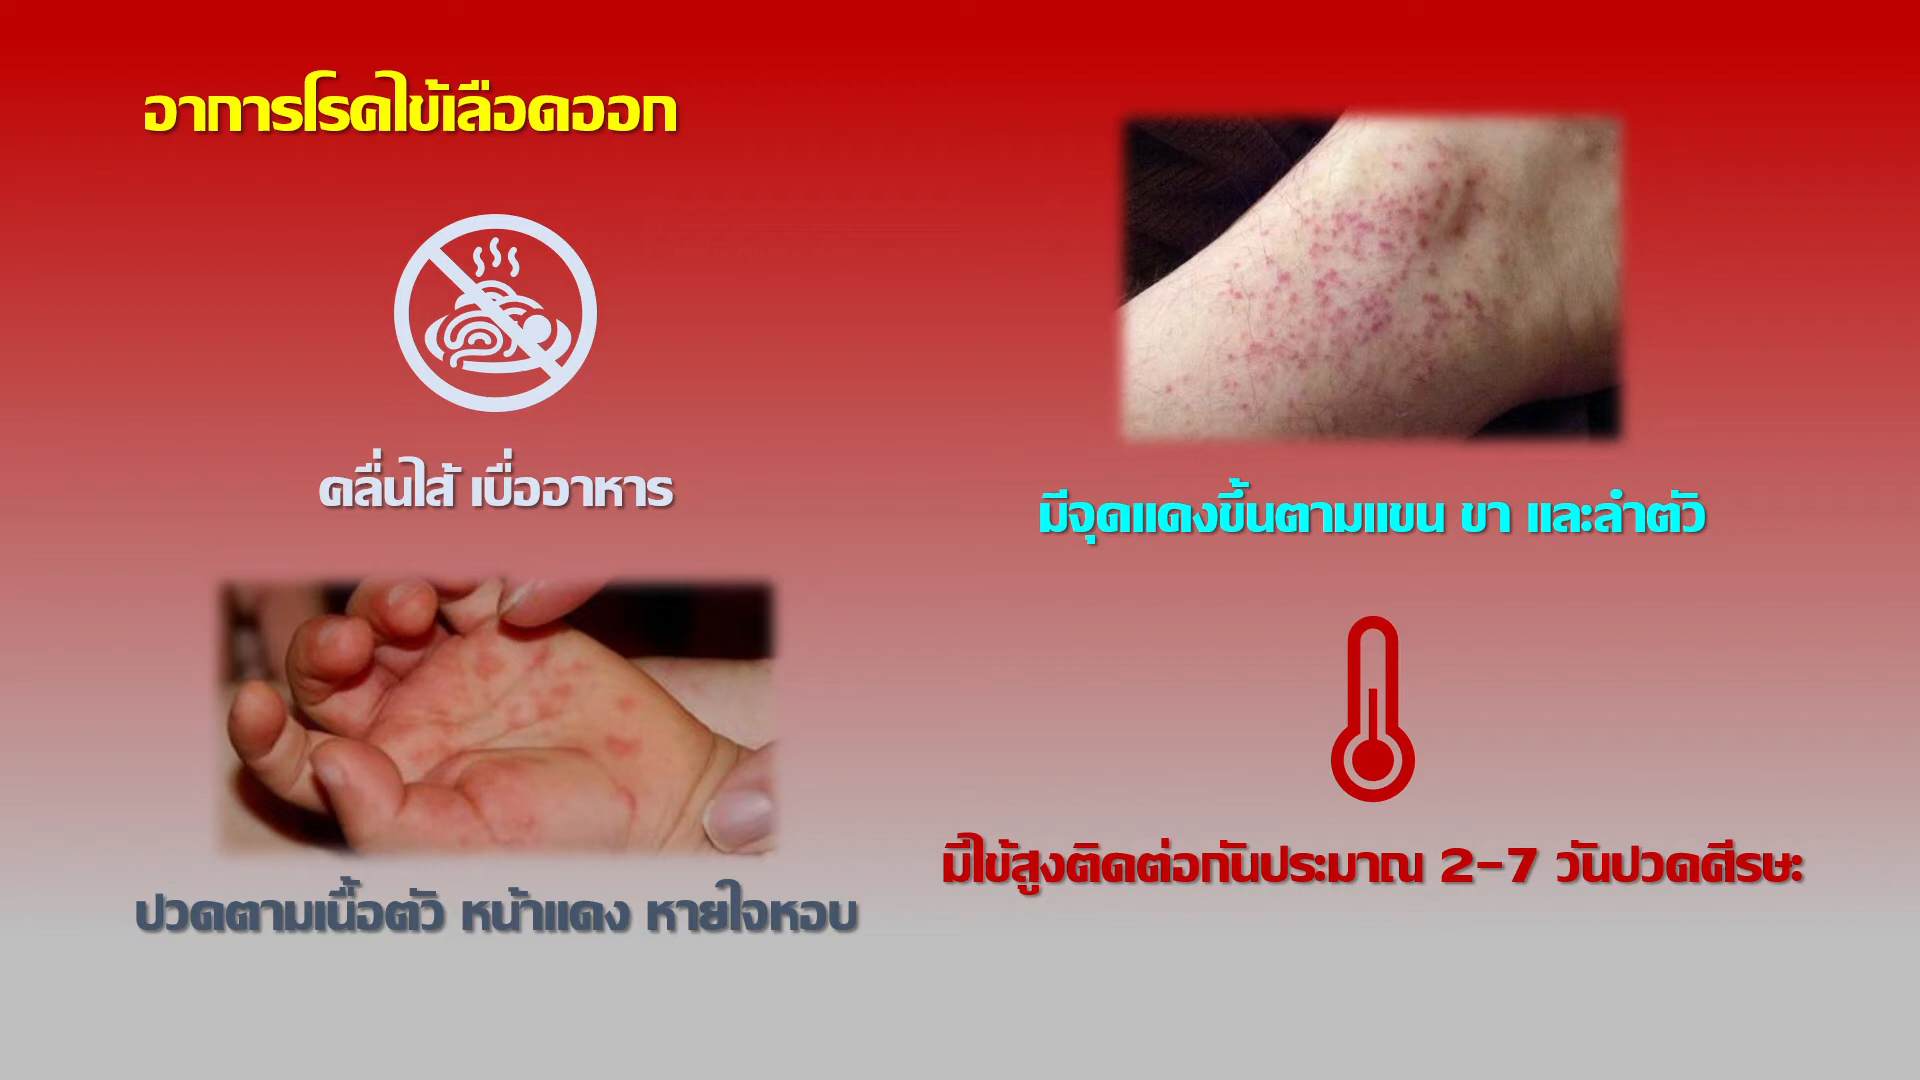 อาการโรคไข้เลือดออก
คลื่นไส้ เบื่ออาหาร
มีจุดแดงขึ้นตามแขน ขา และลำตัว
ปวดตามเนื้อตัว หน้าแดง หายใจหอบ
มีไข้สูงติดต่อกันประมาณ 2-7 วันปวดศีรษะ